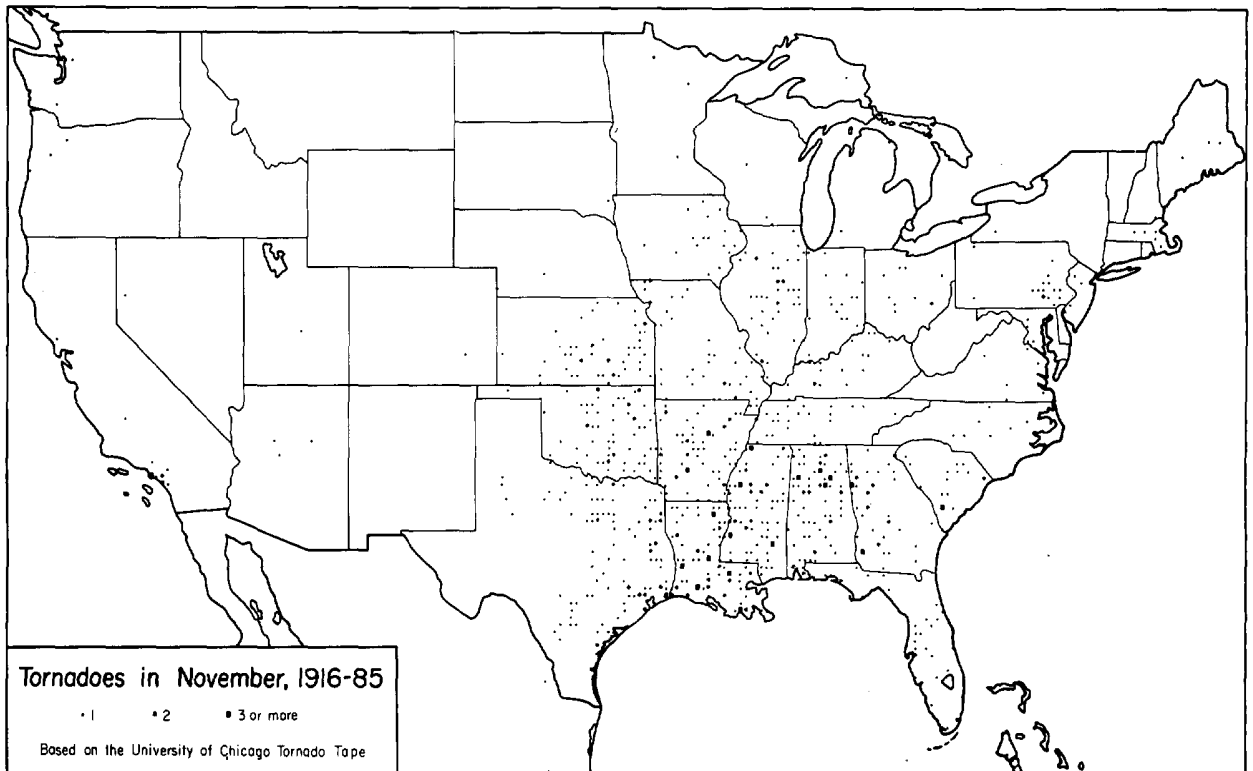 Tornadoes in November, 1916-85
· 1 ▪ 2 ■ 3 or more
Based on the University of Chicago Tornado Tape